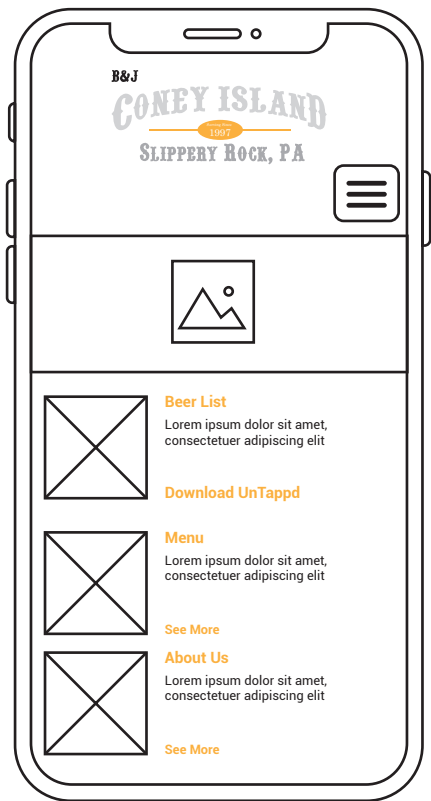 B&J
CONEY ISLAND
1997
SLIPPERY ROCK, PA
Beer List
Lorem ipsum dolor sit amet,
consectetuer adipiscing elit
Download UnTappd
Menu
Lorem ipsum dolor sit amet,
consectetuer adipiscing elit
See More
About Us
Lorem ipsum dolor sit amet,
consectetuer adipiscing elit
See More